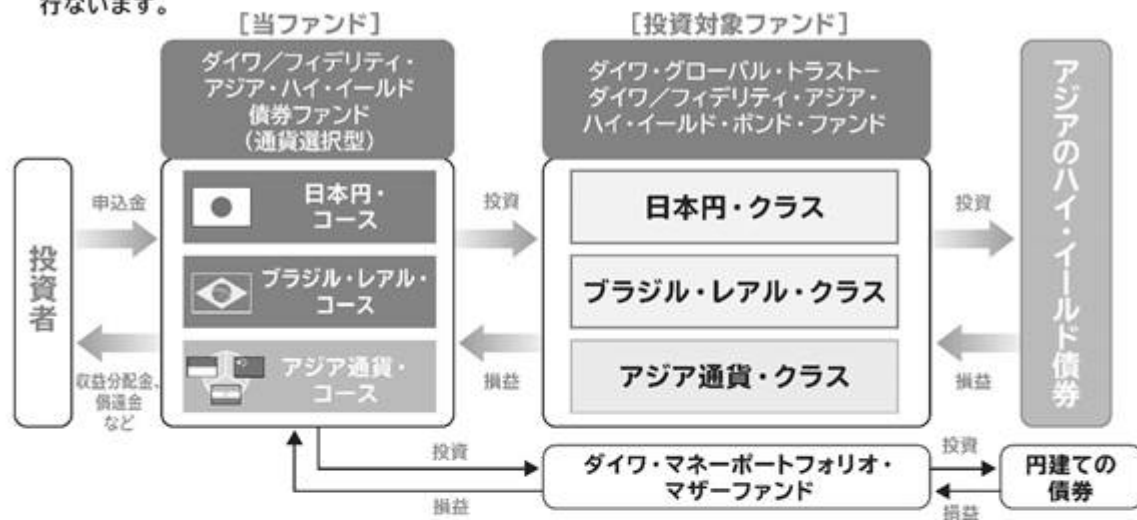 行ないます。
［当ファンド］
ダイワ／フィデリティ・
アジア・ハイ・イールド
債券ファンド
（通貨選択型）
［投資対象ファンド］
ダイワ・グローバル・トラスト－
ダイワ／フィデリティ・アジア・
ハイ・イールド・ボンド・ファンド
投資者
申込金
収益分配金、
償還金
など
日本円・
コース
ブラジル・レアル・
コース
アジア通貨・
コース
投資
損益
日本円・クラス
ブラジル・レアル・クラス
アジア通貨・クラス
投資
損益
アジアのハイ・イールド債券
投資
損益
ダイワ・マネーポートフォリオ・
マザーファンド
投資
損益
円建ての
債券